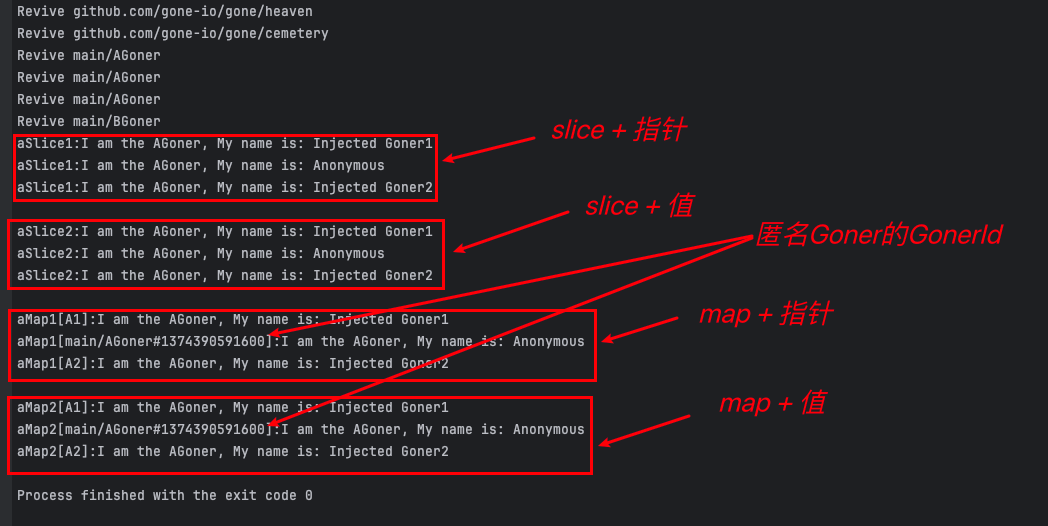 Revive github.com/gone-io/gone/heaven
Revive github.com/gone-io/gone/cemetery
Revive main/AGoner
Revive main/AGoner
Revive main/AGoner
Revive main/BGoner
aSlice1:I am the AGoner, My name is: Injected Goner1
aSlice1:I am the AGoner, My name is: Anonymous
aSlice1:I am the AGoner, My name is: Injected Goner2
slice + 指针
aSlice2:I am the AGoner, My name is: Injected Goner1
aSlice2:I am the AGoner, My name is: Anonymous
aSlice2:I am the AGoner, My name is: Injected Goner2
slice + 值
匿名Goner的GonerId
aMap1[A1]:I am the AGoner, My name is: Injected Goner1
aMap1[main/AGoner#1374390591600]:I am the AGoner, My name is: Anonymous
aMap1[A2]:I am the AGoner, My name is: Injected Goner2
map + 指针
aMap2[A1]:I am the AGoner, My name is: Injected Goner1
aMap2[main/AGoner#1374390591600]:I am the AGoner, My name is: Anonymous
aMap2[A2]:I am the AGoner, My name is: Injected Goner2
map + 值
Process finished with the exit code 0